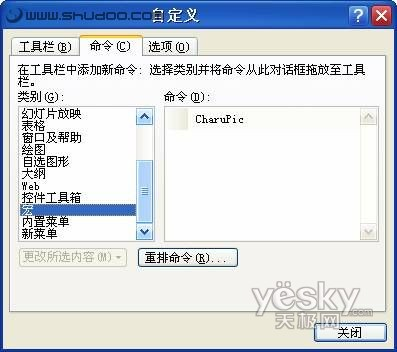 www.shudoo.com
自定义
工具栏(B) 命令(C) 选项(O)
在工具栏中添加新命令: 选择类别并将命令从此对话框拖放至工具
栏。
类别(G): 命令(D):
幻灯片放映
表格
窗口及帮助
绘图
自选图形
大纲
Web
控件工具箱
宏
内置菜单
新菜单
CharuPic
更改所选内容(M) 重排命令(R)...
yesky
天极网
关闭